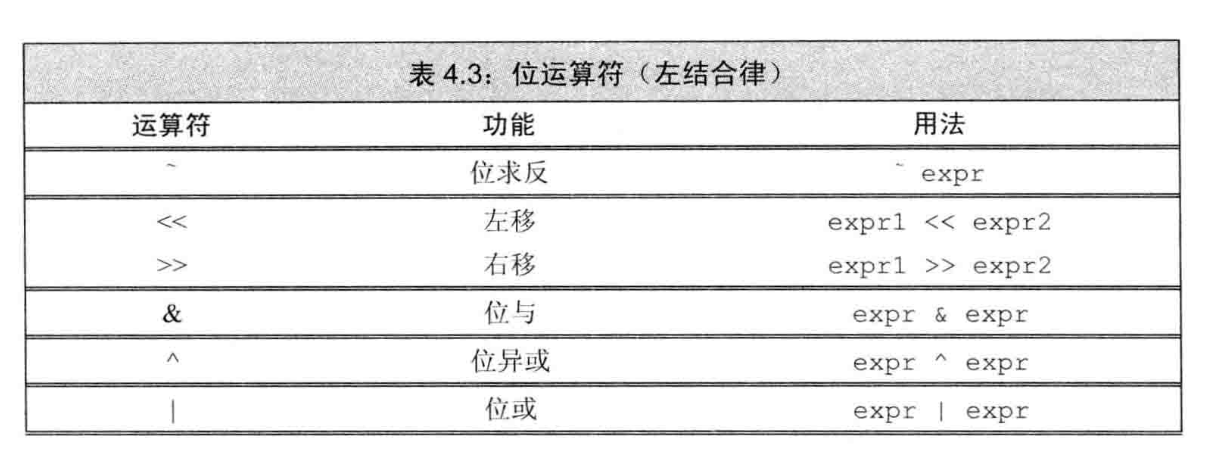 表 4.3：位运算符（左结合律）
运算符 功能 用法
~ 位求反 ~ expr
<< 左移 expr1 << expr2
>> 右移 expr1 >> expr2
& 位与 expr & expr
^ 位异或 expr ^ expr
| 位或 expr | expr